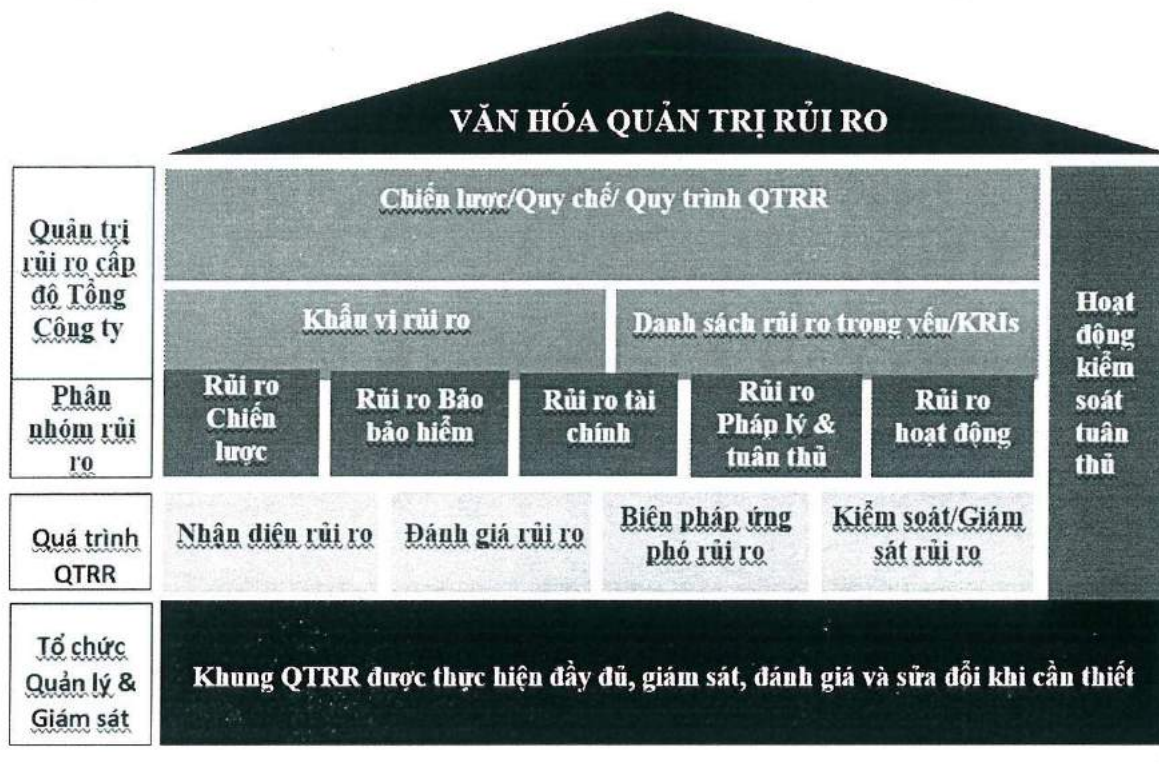 VĂN HÓA QUẢN TRỊ RỦI RO
Quản trị
rủi ro cấp
độ Tổng
Công ty
Chiến lược/Quy chế/ Quy trình QTRR
Khẩu vị rủi ro
Danh sách rủi ro trọng yếu/KRIs
Hoạt
động
kiểm
soát
tuân
thủ
Phân
nhóm rủi
ro
Rủi ro
Chiến
lược
Rủi ro Bảo
bảo hiểm
Rủi ro tài
chính
Rủi ro
Pháp lý &
tuân thủ
Rủi ro
hoạt động
Quá trình
QTRR
Nhận diện rủi ro
Đánh giá rủi ro
Biện pháp ứng
phó rủi ro
Kiểm soát/Giám
sát rủi ro
Tổ chức
Quản lý &
Giám sát
Khung QTRR được thực hiện đầy đủ, giám sát, đánh giá và sửa đổi khi cần thiết